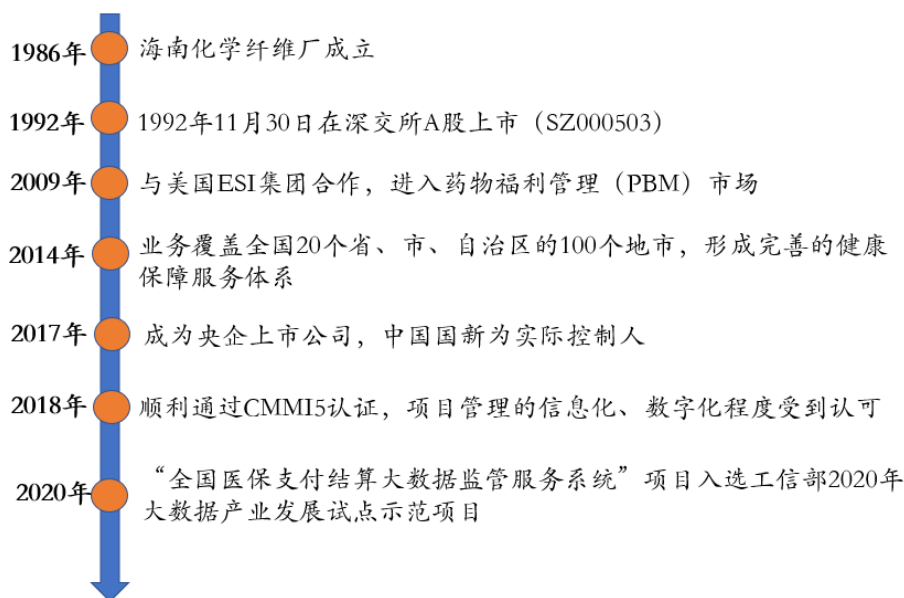 1986年 海南化学纤维厂成立
1992年 1992年11月30日在深交所A股上市（SZ000503）
2009年 与美国ESI集团合作，进入药物福利管理（PBM）市场
2014年 业务覆盖全国20个省、市、自治区的100个地市，形成完善的健康
保障服务体系
2017年 成为央企上市公司，中国国新为实际控制人
2018年 顺利通过CMMI5认证，项目管理的信息化、数字化程度受到认可
2020年 “全国医保支付结算大数据监管服务系统”项目入选工信部2020年
大数据产业发展试点示范项目